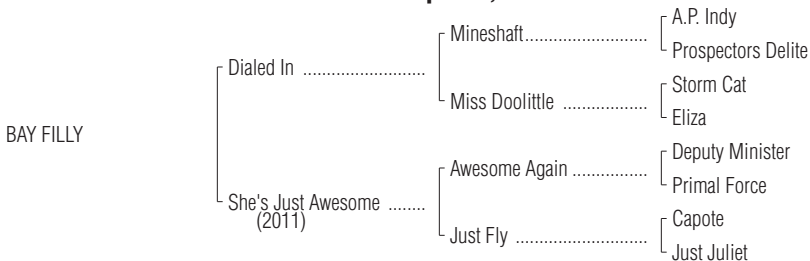 A.P. Indy
Mineshaft..........................
Prospectors Delite
Dialed In ..........................
Storm Cat
Miss Doolittle ..................
Eliza
BAY FILLY
Deputy Minister
Awesome Again ................
Primal Force
She's Just Awesome ........
(2011)
Capote
Just Fly ............................
Just Juliet